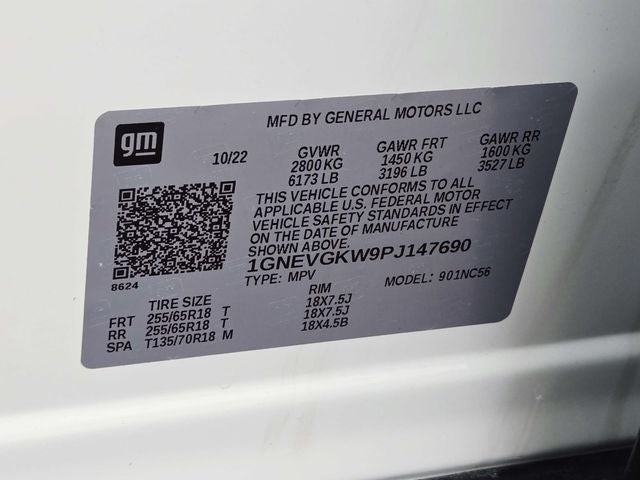 MFD BY GENERAL MOTORS LLC
gm
10/22
GVWR GAWR FRT GAWR RR
2800 KG 1450 KG 1600 KG
6173 LB 3196 LB 3527 LB
THIS VEHICLE CONFORMS TO ALL
APPLICABLE U.S. FEDERAL MOTOR
VEHICLE SAFETY STANDARDS IN EFFECT
ON THE DATE OF MANUFACTURE
SHOWN ABOVE.
1GNEVGKW9PJ147690
TYPE: MPV MODEL: 901NC56
8624
TIRE SIZE RIM
FRT 255/65R18 T 18X7.5J
RR 255/65R18 T 18X7.5J
SPA T135/70R18 M 18X4.5B